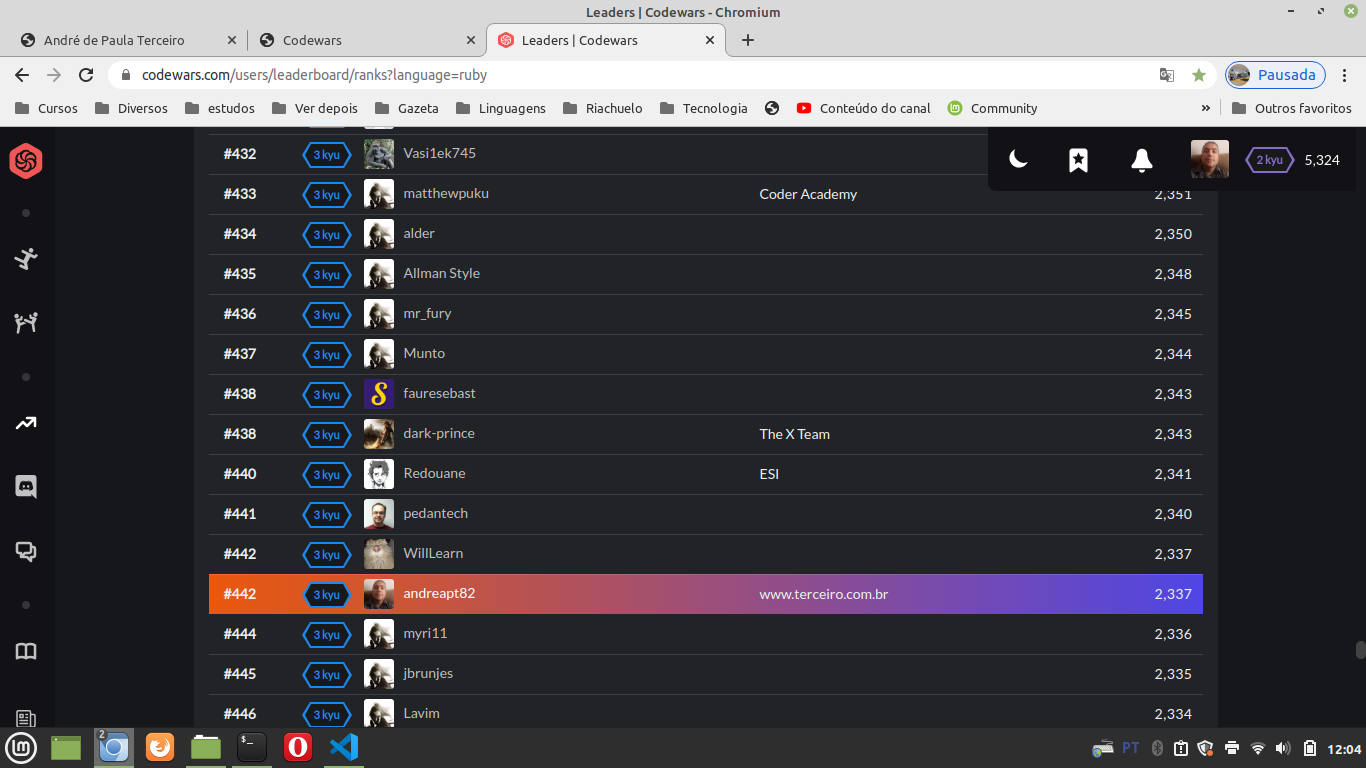 Leaders | Codewars - Chromium
André de Paula Terceiro
Codewars
Leaders | Codewars
codewars.com/users/leaderboard/ranks?language=ruby
Pausada
Cursos Diversos estudos Ver depois Gazeta Linguagens Riachuelo Tecnologia Conteúdo do canal Community » Outros favoritos
2 kyu 5,324
#432 3 kyu Vasi1ek745
#433 3 kyu matthewpuku Coder Academy 2,351
#434 3 kyu alder 2,350
#435 3 kyu Allman Style 2,348
#436 3 kyu mr_fury 2,345
#437 3 kyu Munto 2,344
#438 3 kyu fauresebast 2,343
#438 3 kyu dark-prince The X Team 2,343
#440 3 kyu Redouane ESI 2,341
#441 3 kyu pedantech 2,340
#442 3 kyu WillLearn 2,337
#442 3 kyu andreapt82 www.terceiro.com.br 2,337
#444 3 kyu myri11 2,336
#445 3 kyu jbrunjes 2,335
#446 3 kyu Lavim 2,334
2
$_
PT
12:04